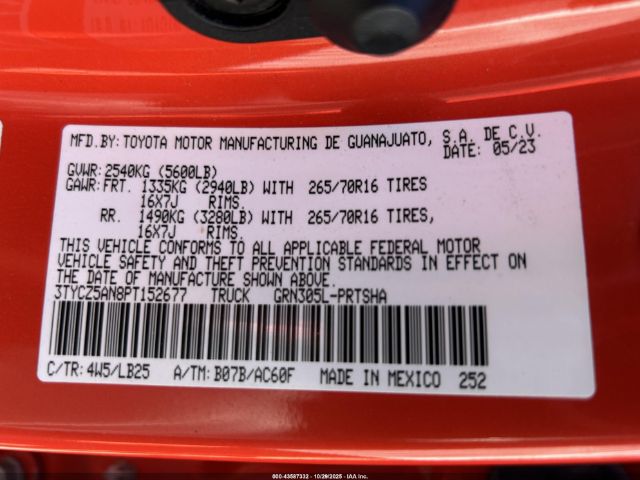 MFD.BY:TOYOTA MOTOR MANUFACTURING DE GUANAJUATO, S.A. DE C.V.
DATE: 05/23
GVWR:2540KG (5600LB)
GAWR:FRT. 1335KG (2940LB) WITH 265/70R16 TIRES
16X7J RIMS.
RR. 1490KG (3280LB) WITH 265/70R16 TIRES,
16X7J RIMS.
THIS VEHICLE CONFORMS TO ALL APPLICABLE FEDERAL MOTOR
VEHICLE SAFETY AND THEFT PREVENTION STANDARDS IN EFFECT ON
THE DATE OF MANUFACTURE SHOWN ABOVE.
3TYCZ5AN8PT152677 TRUCK GRN305L-PRTSHA
C/TR: 4W5/LB25 A/TM: B07B/AC60F MADE IN MEXICO 252
000-43587332 - 10/29/2025 - IAA, Inc.